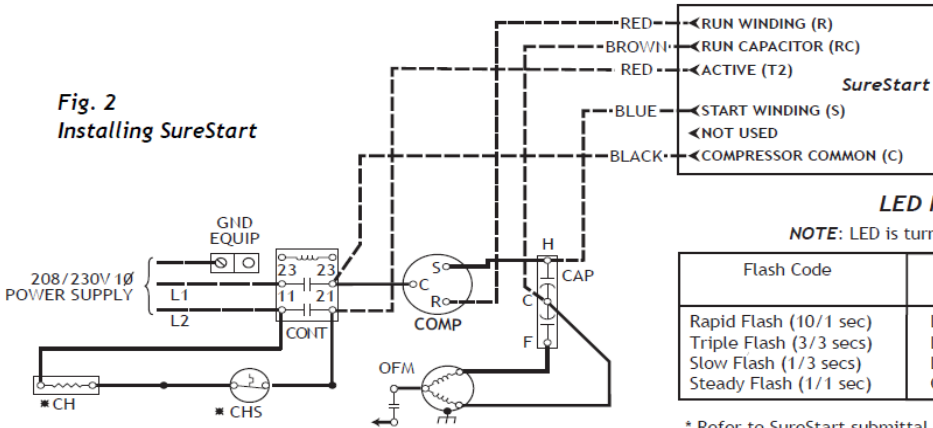 RED
RUN WINDING (R)
BROWN
RUN CAPACITOR (RC)
RED
ACTIVE (T2)
SureStart
Fig. 2
Installing SureStart
BLUE
START WINDING (S)
NOT USED
BLACK
COMPRESSOR COMMON (C)
LED
NOTE: LED is turn
GND
EQUIP
208/230V 1Ø
POWER SUPPLY
L1
L2
23 23
11 21
CONT
S
C
R
COMP
H
CAP
C
F
OFM
※ CH
※ CHS
Flash Code
Rapid Flash (10/1 sec)
Triple Flash (3/3 secs)
Slow Flash (1/3 secs)
Steady Flash (1/1 sec)
* Refer to SureStart submittal